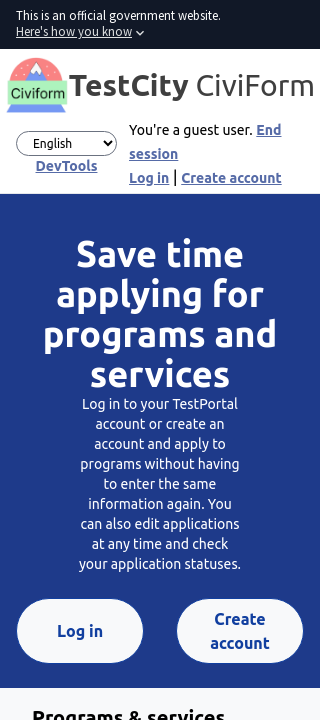 This is an official government website.
Here's how you know
Civiform
TestCity CiviForm
English
DevTools
You're a guest user. End
session
Log in | Create account
Save time
applying for
programs and
services
Log in to your TestPortal
account or create an
account and apply to
programs without having
to enter the same
information again. You
can also edit applications
at any time and check
your application statuses.
Log in
Create
account
Programs & services